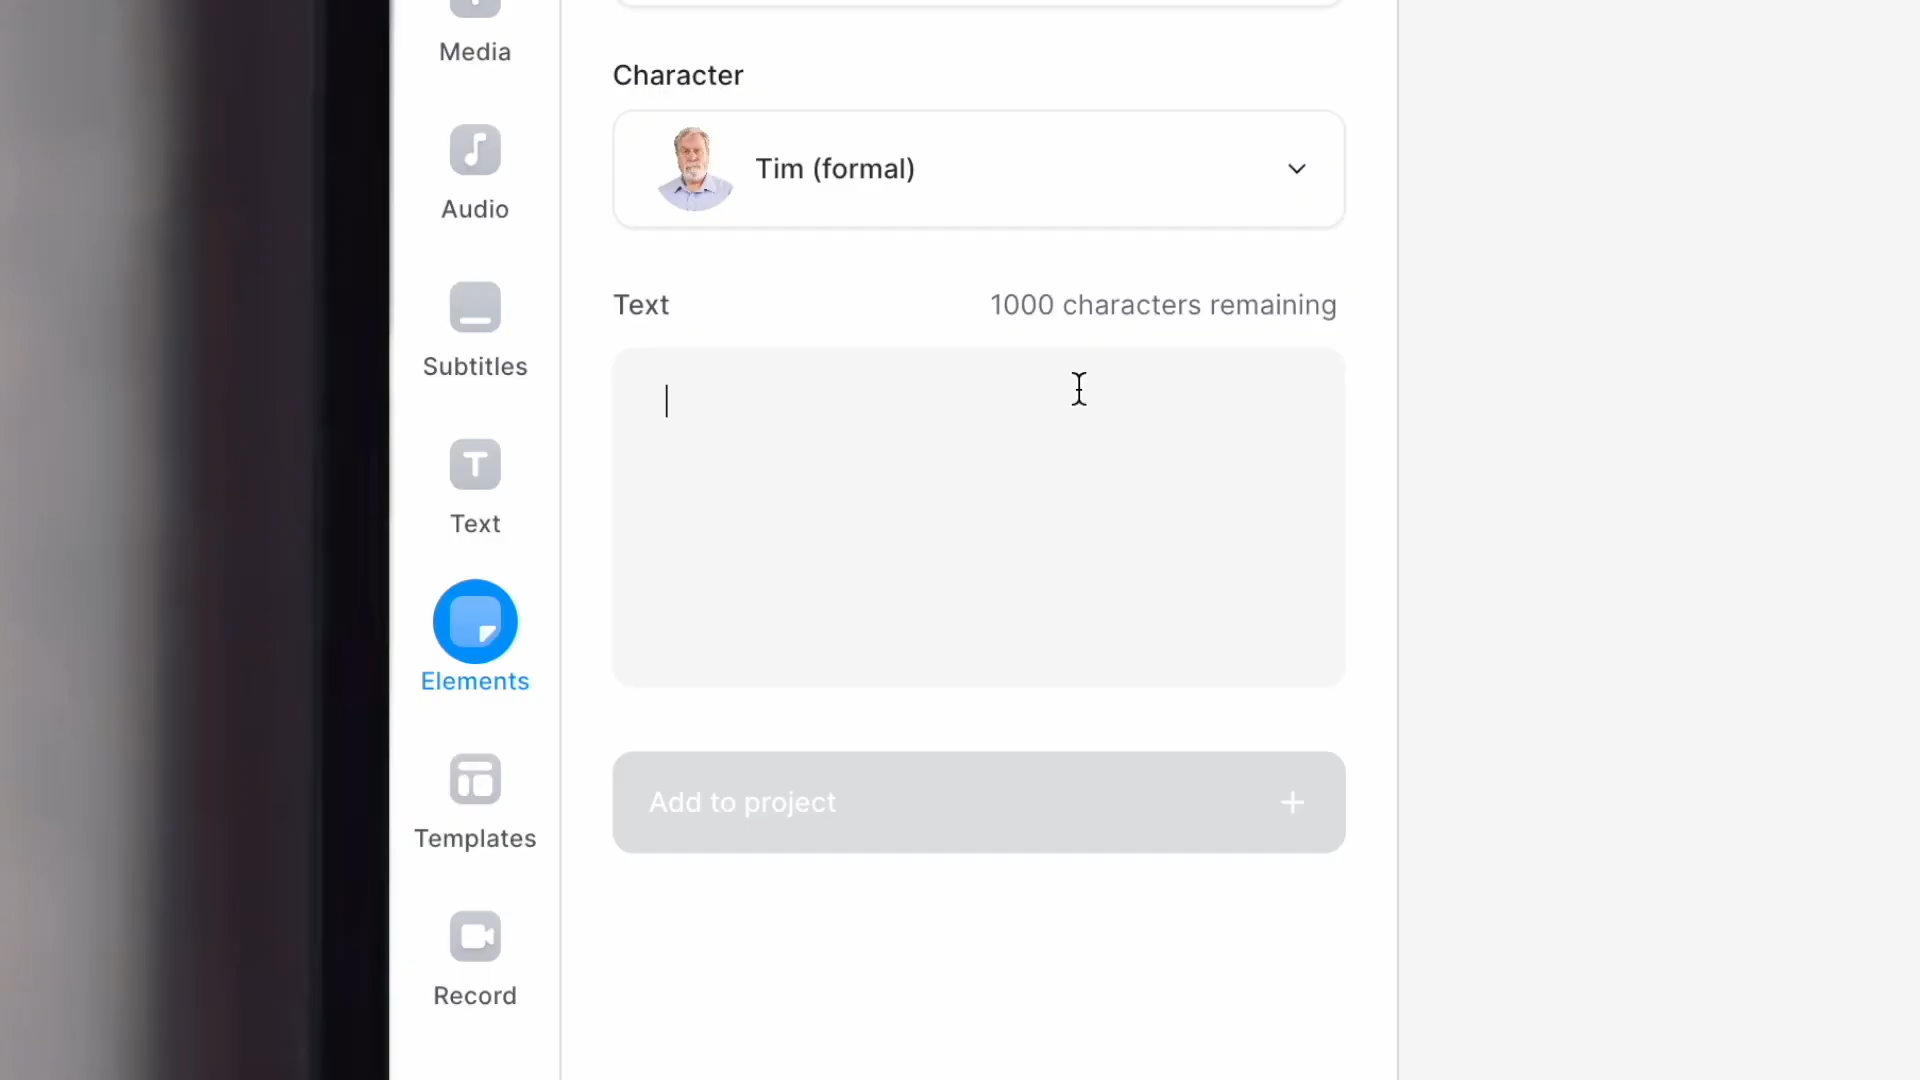 Media
Audio
Subtitles
Text
Elements
Templates
Record
Character
Tim (formal)
Text
1000 characters remaining
Add to project